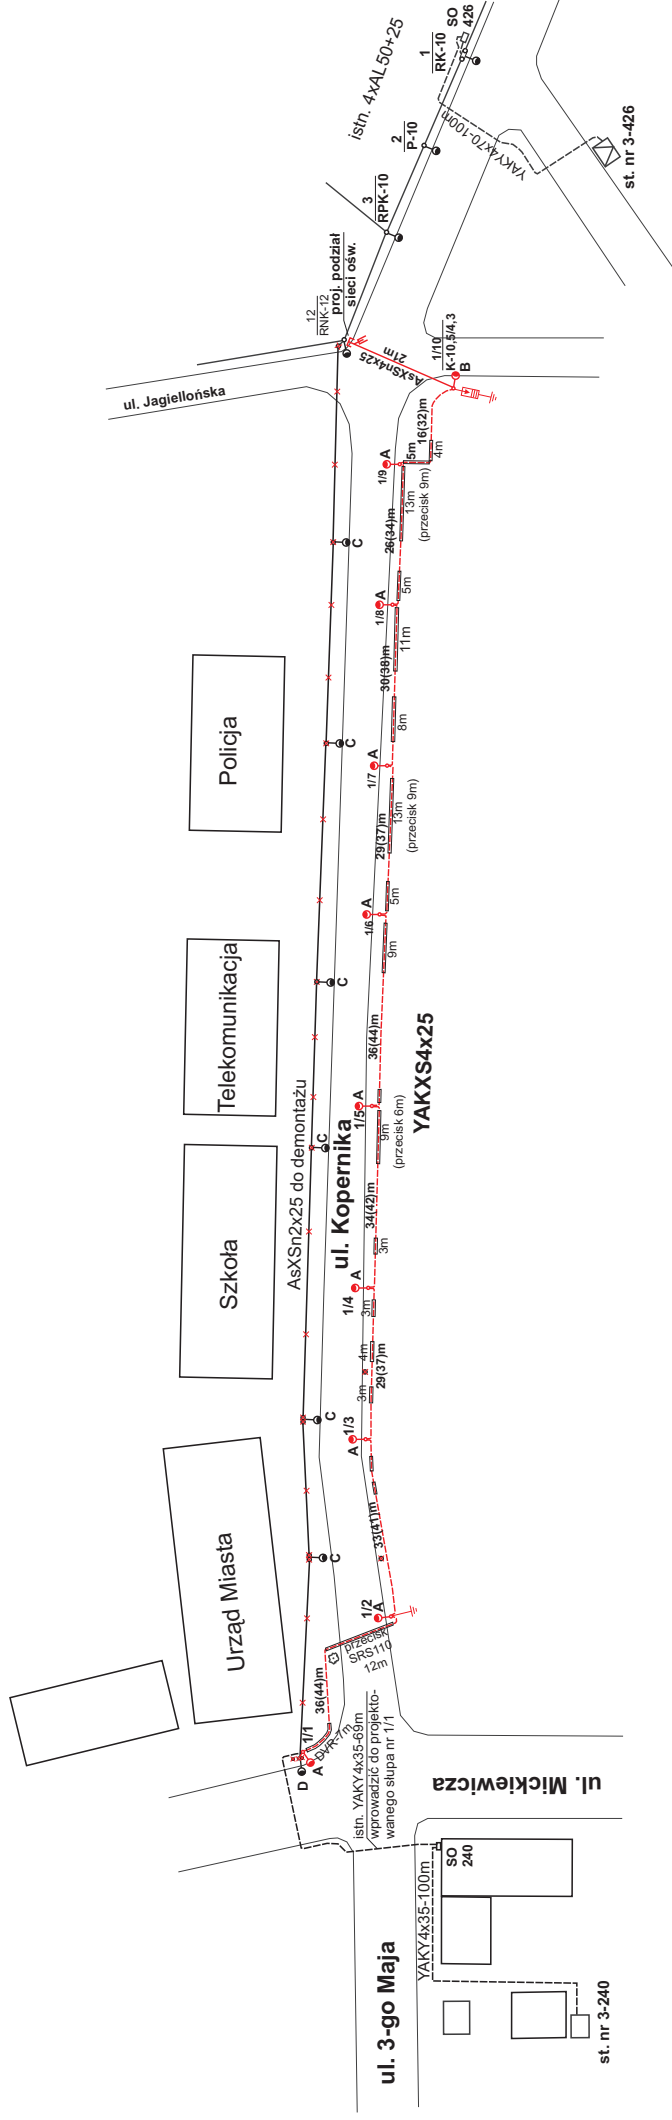 SO
426
1
RK-10
istn. 4xAL50+25
2
P-10
YAKY4x70-100m
st. nr 3-426
3
RPK-10
12
RNK-12
proj. podział
sieci ośw.
ul. Jagiellońska
AsXSn4x25
21m
1/10
K-10,5/4,3
B
16(32)m
5m
4m
1/9
A
13m
(przecisk 9m)
26(34)m
C
5m
1/8
A
11m
30(38)m
8m
Policja
C
1/7
A
13m
(przecisk 9m)
29(37)m
5m
1/6
A
9m
Telekomunikacja
C
36(44)m
YAKXS4x25
AsXSn2x25 do demontażu
ul. Kopernika
C
1/5
A
9m
(przecisk 6m)
34(42)m
3m
Szkoła
1/4
A
3m
4m
29(37)m
3m
C
A
1/3
33(41)m
Urząd Miasta
C
1/2
A
przecisk
SRS110
12m
36(44)m
1/1
DVR-7m
D
A
istn. YAKY4x35-69m
wprowadzić do projekto-
wanego słupa nr 1/1
ul. Mickiewicza
SO
240
YAKY4x35-100m
ul. 3-go Maja
st. nr 3-240